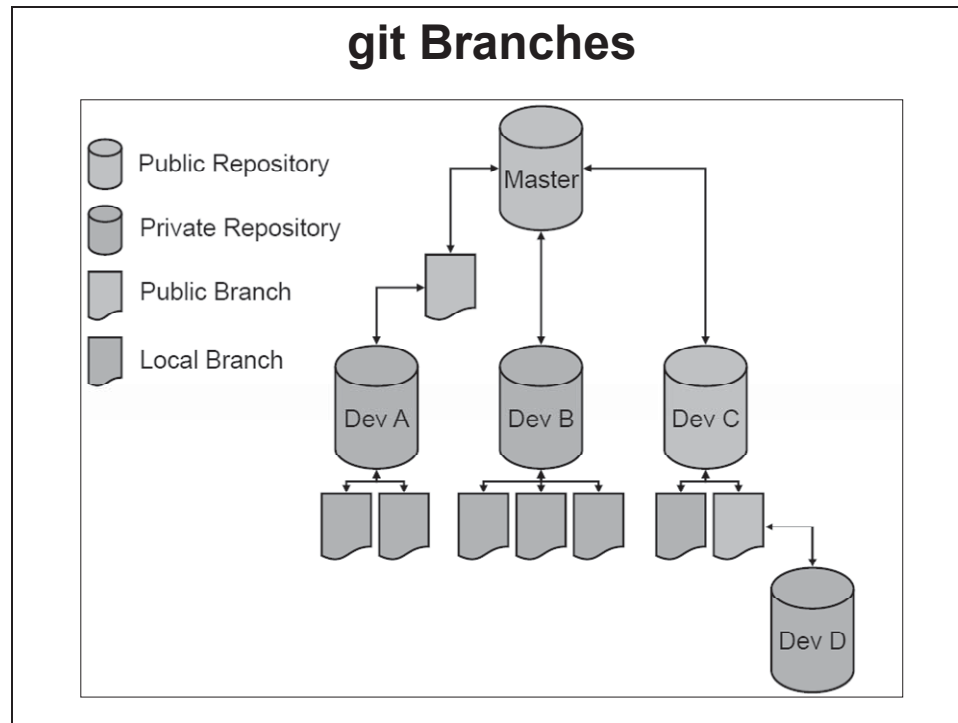 git Branches
Public Repository
Private Repository
Public Branch
Local Branch
Master
Dev A
Dev B
Dev C
Dev D